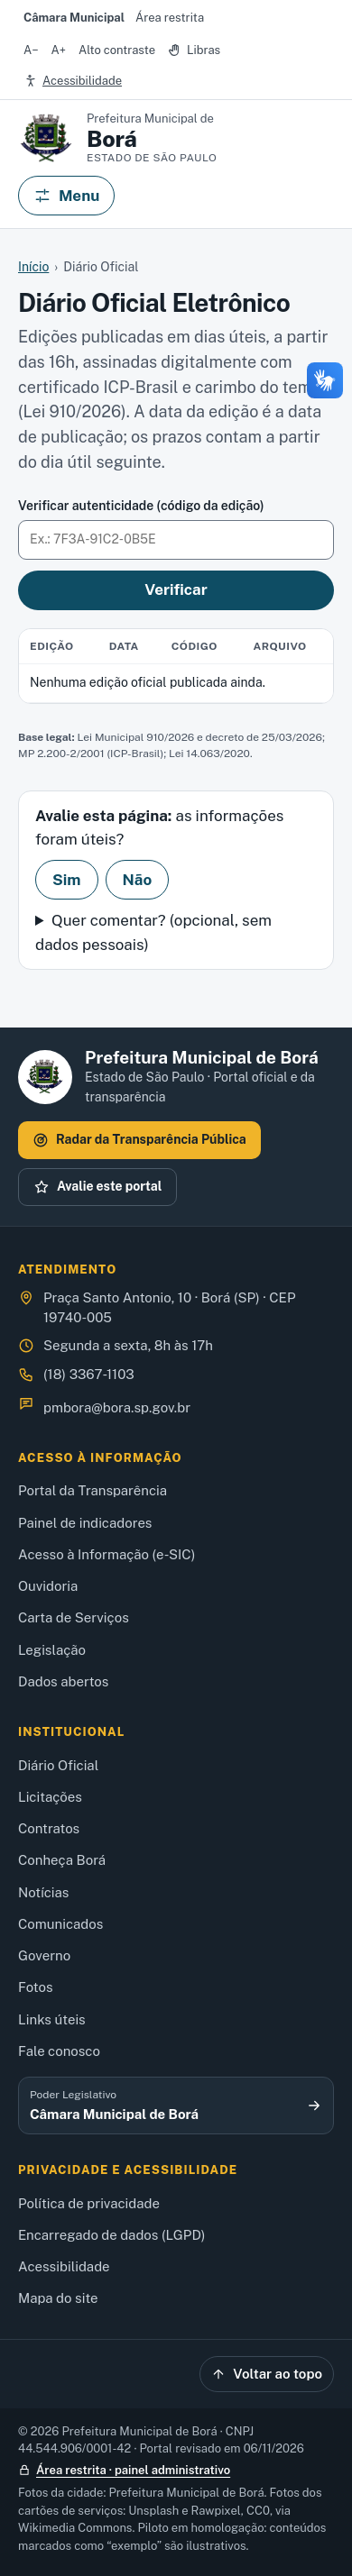 Câmara Municipal Área restrita
A− A+ Alto contraste Libras
Acessibilidade
Prefeitura Municipal de
Borá
ESTADO DE SÃO PAULO
Menu
Início › Diário Oficial
Diário Oficial Eletrônico
Edições publicadas em dias úteis, a partir
das 16h, assinadas digitalmente com
certificado ICP-Brasil e carimbo do
(Lei 910/2026). A data da edição é a data
de publicação; os prazos contam a partir
do dia útil seguinte.
Verificar autenticidade (código da edição)
Ex.: 7F3A-91C2-0B5E
Verificar
EDIÇÃO DATA CÓDIGO ARQUIVO
Nenhuma edição oficial publicada ainda.
Base legal: Lei Municipal 910/2026 e decreto de 25/03/2026;
MP 2.200-2/2001 (ICP-Brasil); Lei 14.063/2020.
Avalie esta página: as informações
foram úteis?
Sim Não
Quer comentar? (opcional, sem
dados pessoais)
Prefeitura Municipal de Borá
Estado de São Paulo · Portal oficial e da
transparência
Radar da Transparência Pública
Avalie este portal
ATENDIMENTO
Praça Santo Antonio, 10 · Borá (SP) · CEP
19740-005
Segunda a sexta, 8h às 17h
(18) 3367-1103
pmbora@bora.sp.gov.br
ACESSO À INFORMAÇÃO
Portal da Transparência
Painel de indicadores
Acesso à Informação (e-SIC)
Ouvidoria
Carta de Serviços
Legislação
Dados abertos
INSTITUCIONAL
Diário Oficial
Licitações
Contratos
Conheça Borá
Notícias
Comunicados
Governo
Fotos
Links úteis
Fale conosco
Poder Legislativo
Câmara Municipal de Borá
PRIVACIDADE E ACESSIBILIDADE
Política de privacidade
Encarregado de dados (LGPD)
Acessibilidade
Mapa do site
Voltar ao topo
© 2026 Prefeitura Municipal de Borá · CNPJ
44.544.906/0001-42 · Portal revisado em 06/11/2026
Área restrita · painel administrativo
Fotos da cidade: Prefeitura Municipal de Borá. Fotos dos
cartões de serviços: Unsplash e Rawpixel, CC0, via
Wikimedia Commons. Piloto em homologação: conteúdos
marcados como “exemplo” são ilustrativos.